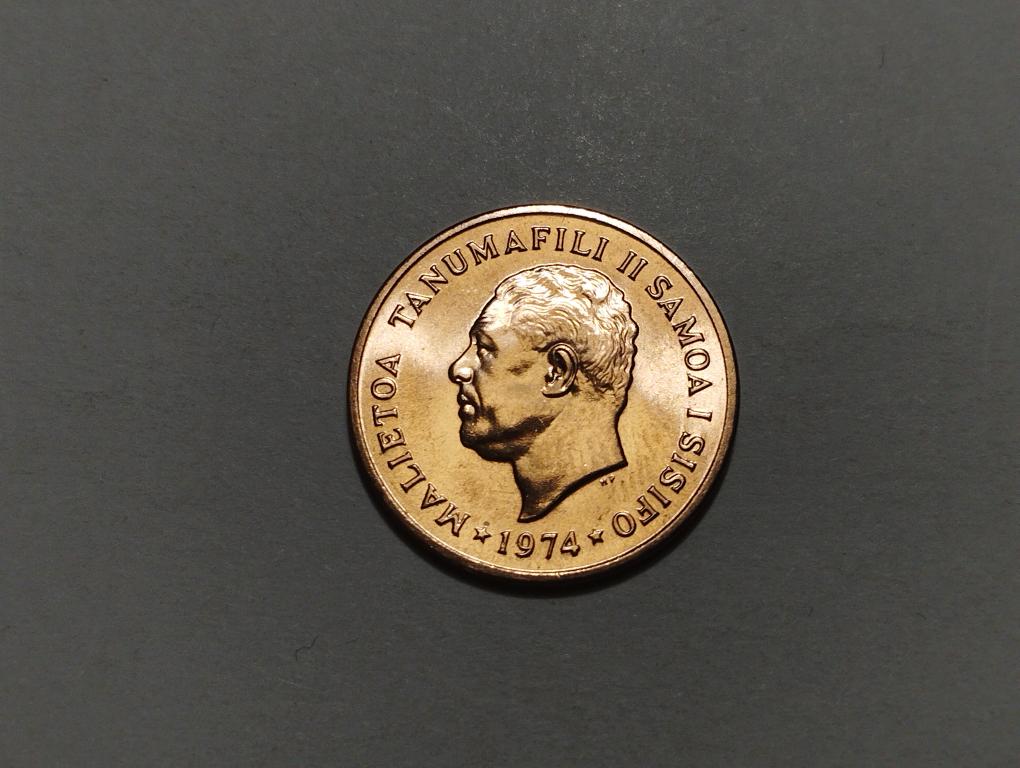 MALIETOA TANUMAFILI II SAMOA I SISIFO
1974